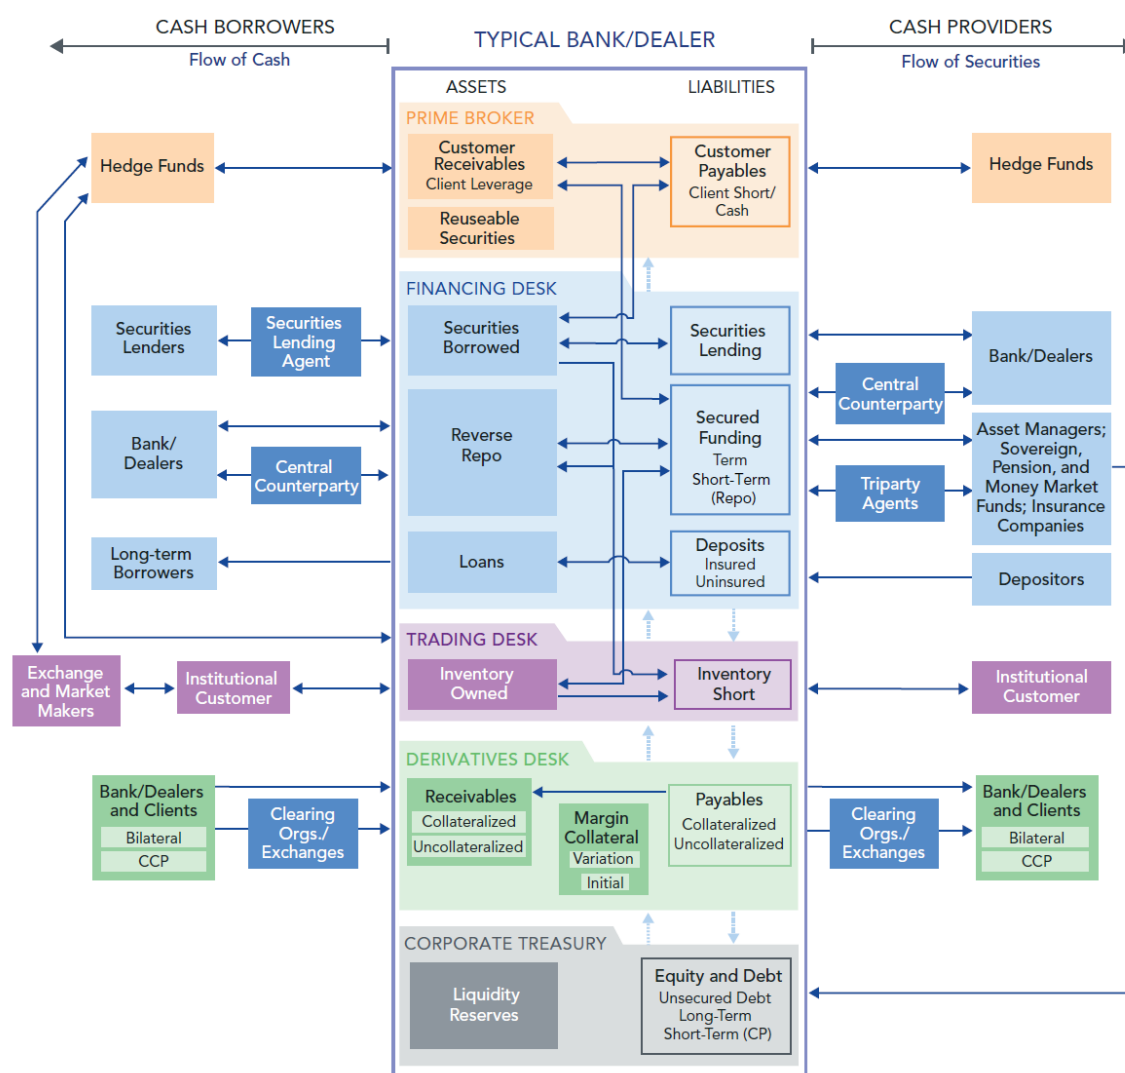 CASH BORROWERS
Flow of Cash
TYPICAL BANK/DEALER
CASH PROVIDERS
Flow of Securities
ASSETS
LIABILITIES
PRIME BROKER
Customer
Receivables
Client Leverage
Reuseable
Securities
Customer
Payables
Client Short/
Cash
Hedge Funds
Hedge Funds
FINANCING DESK
Securities
Lenders
Securities
Lending
Agent
Securities
Borrowed
Securities
Lending
Bank/Dealers
Central
Counterparty
Bank/
Dealers
Central
Counterparty
Reverse
Repo
Secured
Funding
Term
Short-Term
(Repo)
Asset Managers;
Sovereign,
Pension, and
Money Market
Funds; Insurance
Companies
Triparty
Agents
Long-term
Borrowers
Loans
Deposits
Insured
Uninsured
Depositors
TRADING DESK
Exchange
and Market
Makers
Institutional
Customer
Inventory
Owned
Inventory
Short
Institutional
Customer
DERIVATIVES DESK
Bank/Dealers
and Clients
Bilateral
CCP
Clearing
Orgs./
Exchanges
Receivables
Collateralized
Uncollateralized
Margin
Collateral
Variation
Initial
Payables
Collateralized
Uncollateralized
Clearing
Orgs./
Exchanges
Bank/Dealers
and Clients
Bilateral
CCP
CORPORATE TREASURY
Liquidity
Reserves
Equity and Debt
Unsecured Debt
Long-Term
Short-Term (CP)